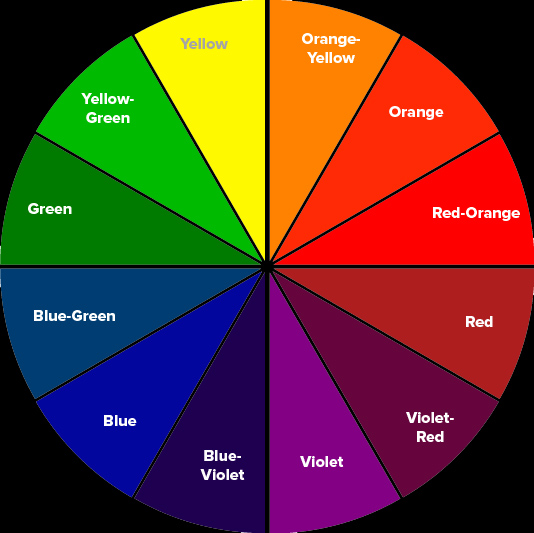 Yellow
Orange-
Yellow
Yellow-
Green
Orange
Green
Red-Orange
Blue-Green
Red
Blue
Violet-
Red
Blue-
Violet
Violet